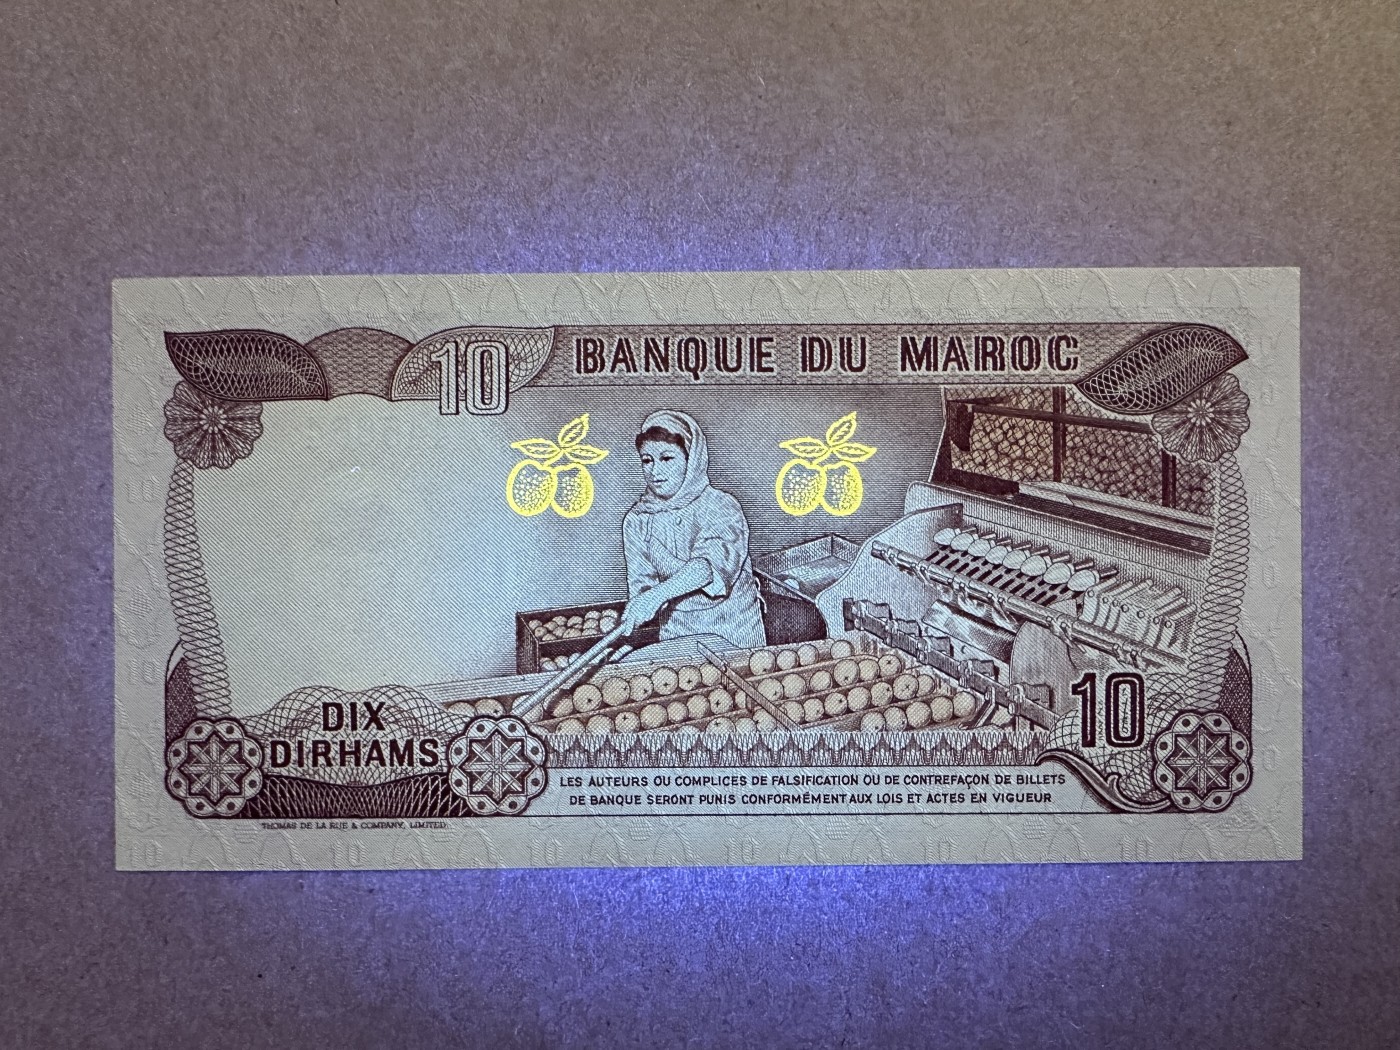 10
BANQUE DU MAROC
DIX
DIRHAMS
10
LES AUTEURS OU COMPLICES DE FALSIFICATION OU DE CONTREFAÇON DE BILLETS
DE BANQUE SERONT PUNIS CONFORMÉMENT AUX LOIS ET ACTES EN VIGUEUR
THOMAS DE LA RUE & COMPANY, LIMITED.